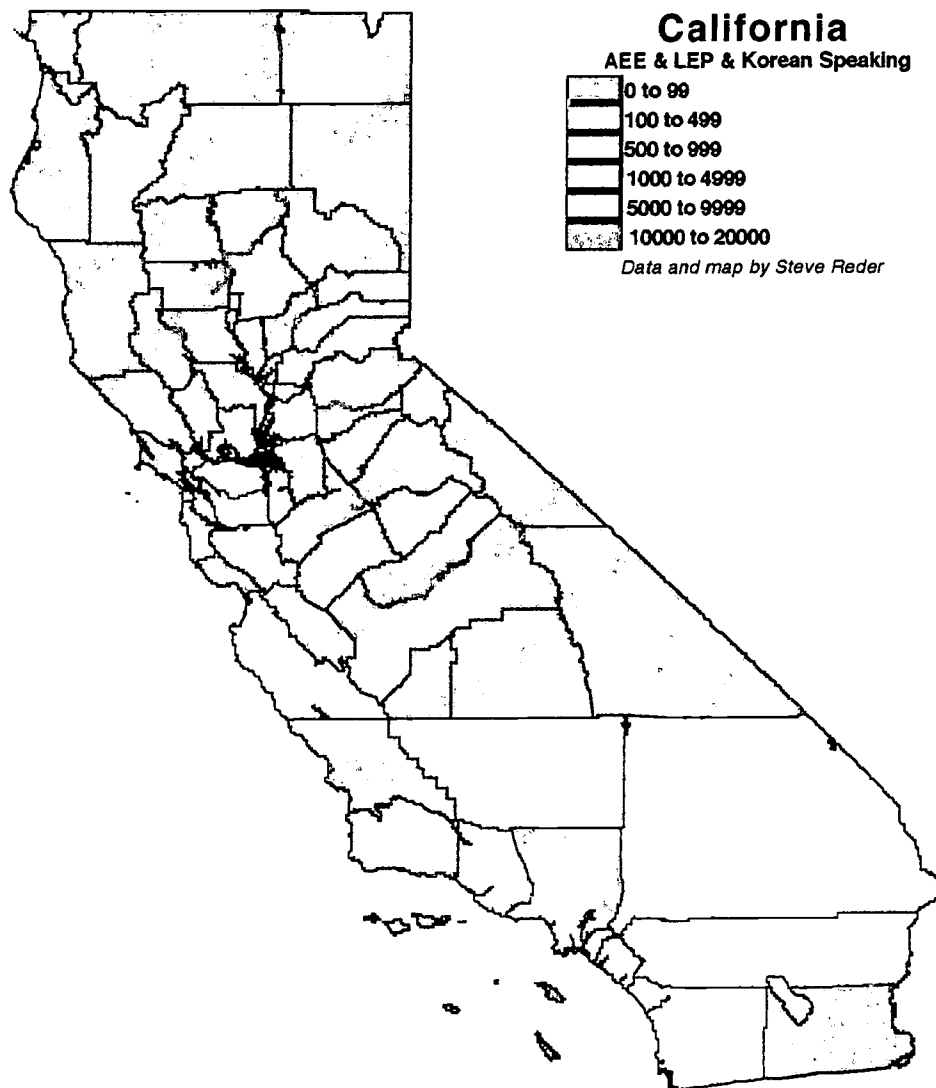 California
AEE & LEP & Korean Speaking
0 to 99
100 to 499
500 to 999
1000 to 4999
5000 to 9999
10000 to 20000
Data and map by Steve Reder